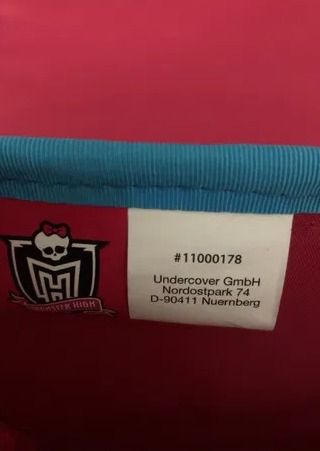 #11000178
Undercover GmbH
Nordostpark 74
D-90411 Nuernberg
MONSTER HIGH